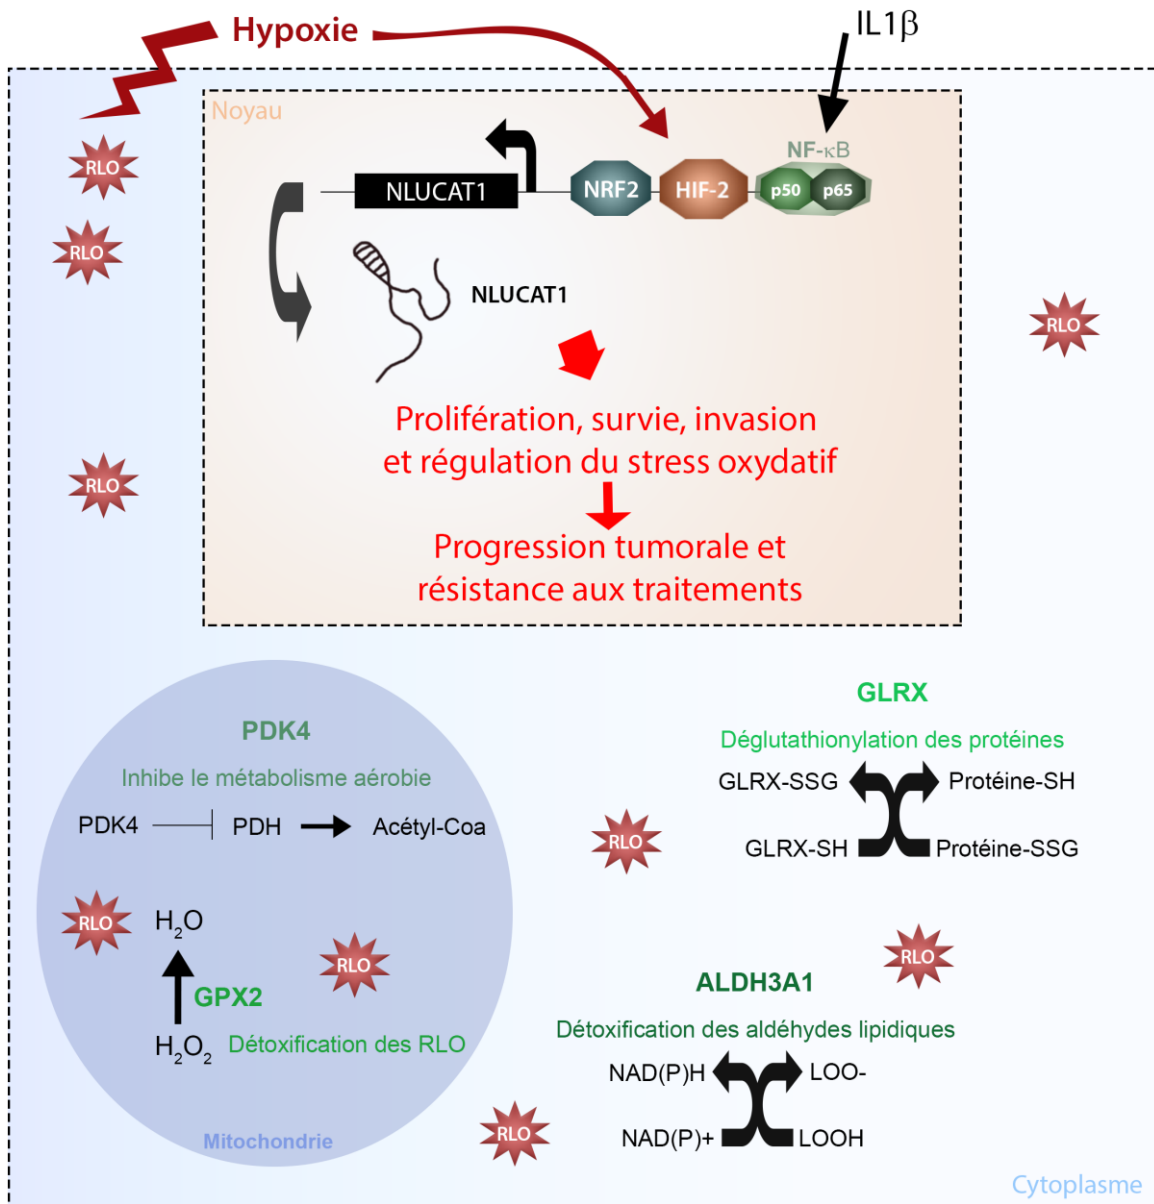 Hypoxie
IL1β
Noyau
RLO
NF-κB
NLUCAT1
NRF2
HIF-2
p50
p65
RLO
NLUCAT1
RLO
Prolifération, survie, invasion
et régulation du stress oxydatif
RLO
Progression tumorale et
résistance aux traitements
PDK4
Inhibe le métabolisme aérobie
PDK4
PDH
Acétyl-Coa
RLO
H2O
RLO
GPX2
H2O2
Détoxification des RLO
Mitochondrie
GLRX
Déglutathionylation des protéines
GLRX-SSG
Protéine-SH
GLRX-SH
Protéine-SSG
RLO
RLO
ALDH3A1
Détoxification des aldéhydes lipidiques
NAD(P)H
LOO-
NAD(P)+
LOOH
RLO
Cytoplasme